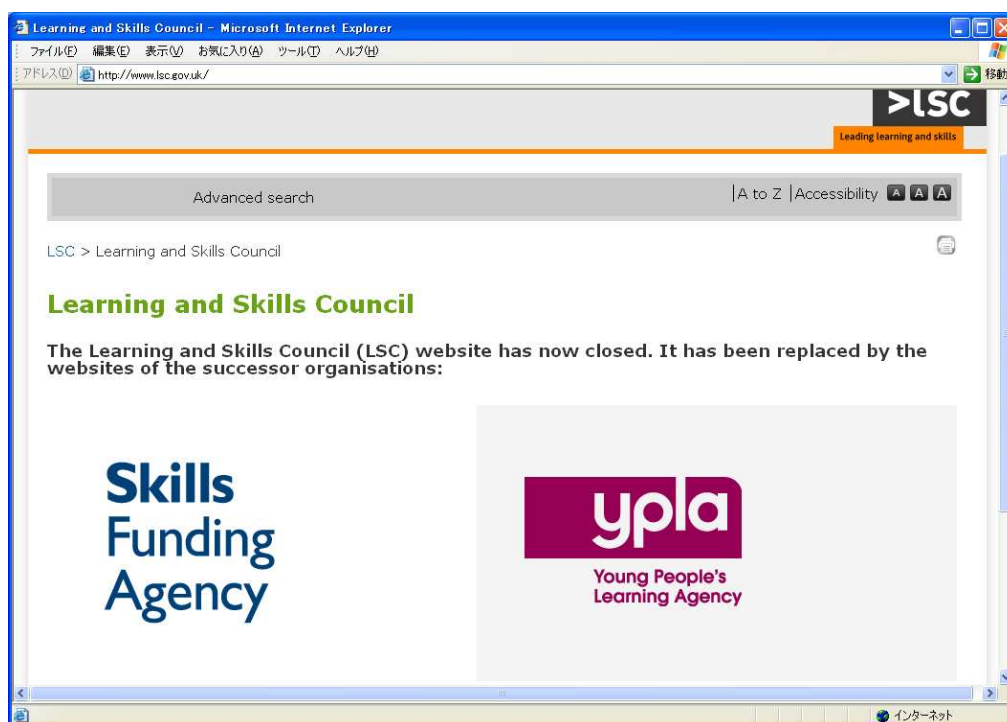 Learning and Skills Council - Microsoft Internet Explorer
ファイル(F) 編集(E) 表示(V) お気に入り(A) ツール(T) ヘルプ(H)
アドレス(D) http://www.lsc.gov.uk/ 移動
>lsc
Leading learning and skills
Advanced search |A to Z |Accessibility A A A
LSC > Learning and Skills Council
Learning and Skills Council
The Learning and Skills Council (LSC) website has now closed. It has been replaced by the
websites of the successor organisations:
Skills
Funding
Agency
ypla
Young People's
Learning Agency
インターネット